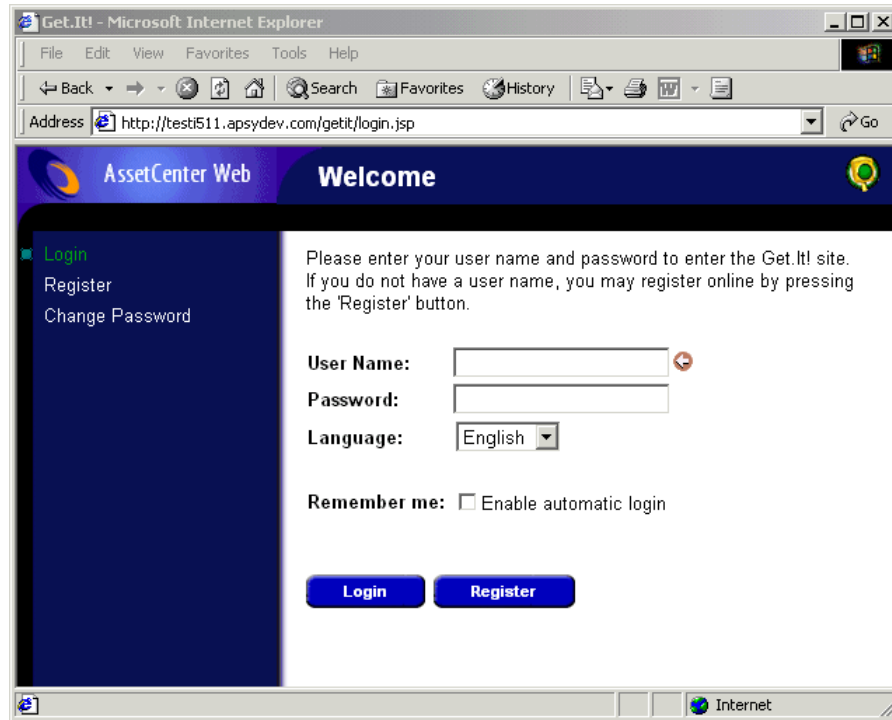 Get.It! - Microsoft Internet Explorer
File Edit View Favorites Tools Help
Back Search Favorites History
Address http://testi511.apsydev.com/getit/login.jsp Go
AssetCenter Web Welcome
Login
Register
Change Password
Please enter your user name and password to enter the Get.It! site.
If you do not have a user name, you may register online by pressing
the 'Register' button.
User Name:
Password:
Language: English
Remember me: Enable automatic login
Login Register
Internet